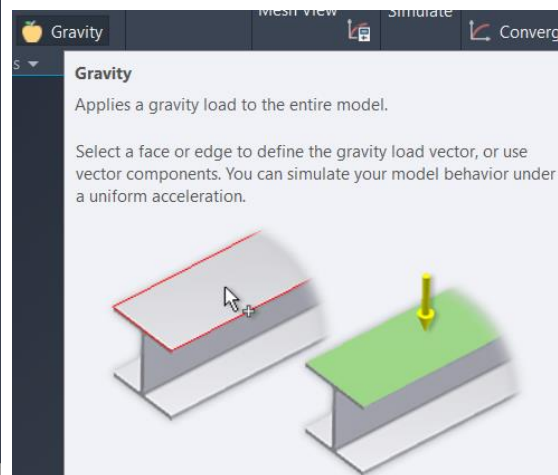 Mesh View
Simulate
Gravity
Converg
s
Gravity
Applies a gravity load to the entire model.
Select a face or edge to define the gravity load vector, or use
vector components. You can simulate your model behavior under
a uniform acceleration.